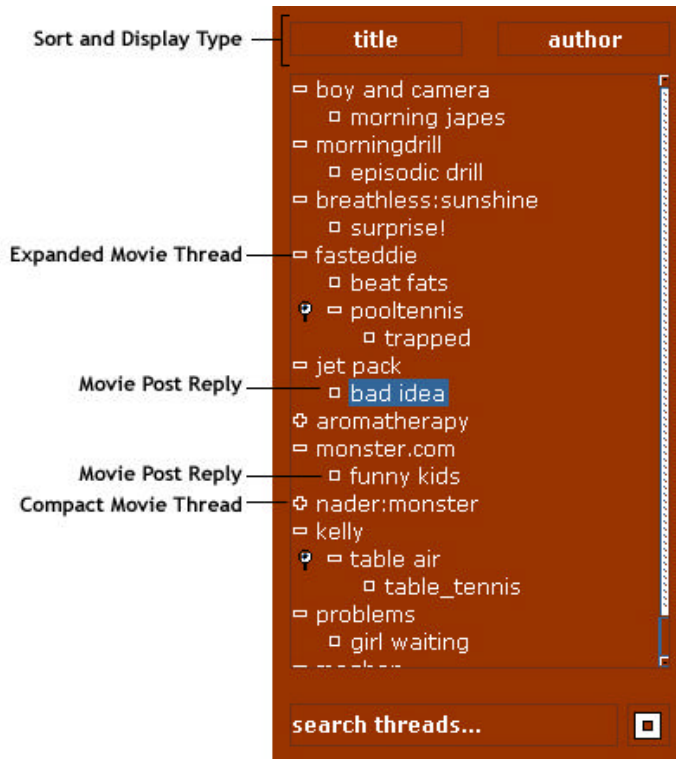 Sort and Display Type
title author
boy and camera
morning japes
morningdrill
episodic drill
breathless:sunshine
surprise!
Expanded Movie Thread
fasteddie
beat fats
pooltennis
trapped
jet pack
Movie Post Reply
bad idea
aromatherapy
monster.com
Movie Post Reply
funny kids
Compact Movie Thread
nader:monster
kelly
table air
table_tennis
problems
girl waiting
search threads...